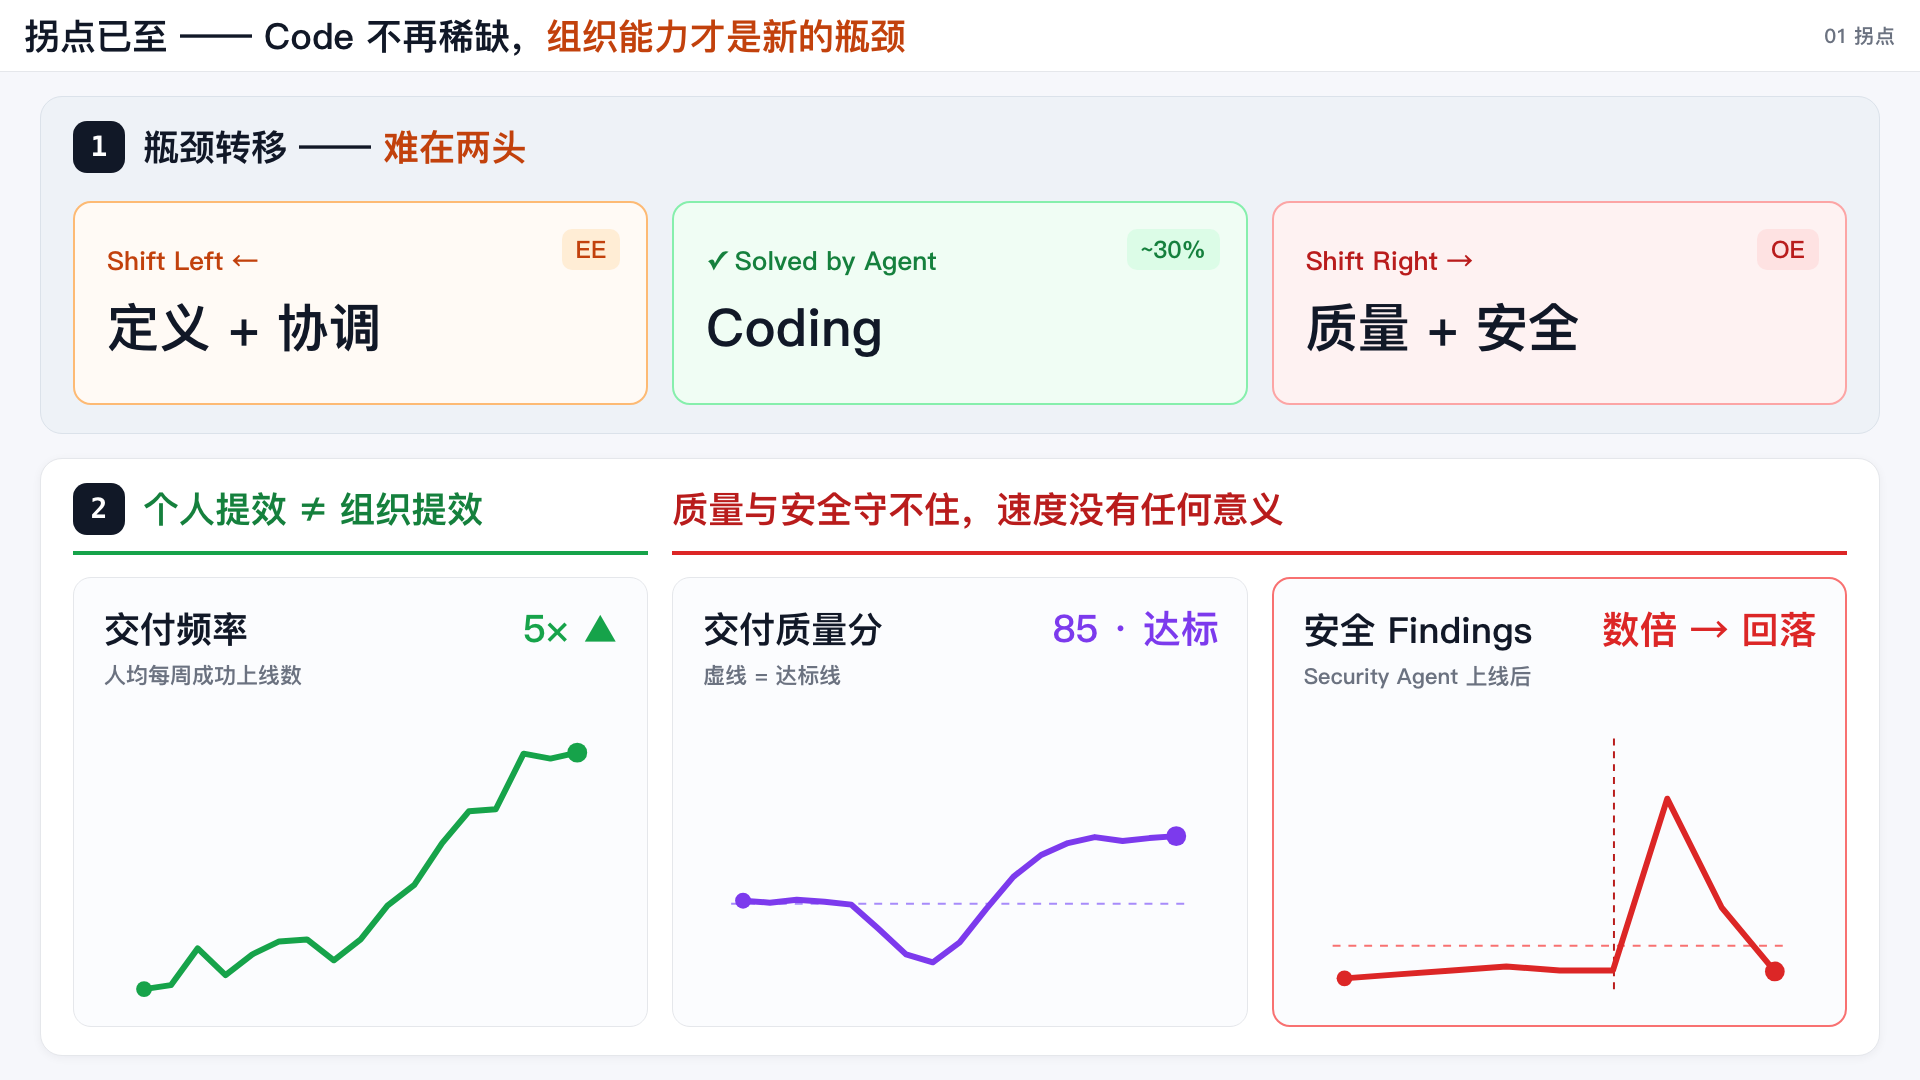 拐点已至 —— Code 不再稀缺，组织能力才是新的瓶颈
01 拐点
1 瓶颈转移 —— 难在两头
Shift Left ←
EE
定义 + 协调
✓ Solved by Agent
~30%
Coding
Shift Right →
OE
质量 + 安全
2 个人提效 ≠ 组织提效
质量与安全守不住，速度没有任何意义
交付频率
5× ▲
人均每周成功上线数
交付质量分
85 · 达标
虚线 = 达标线
安全 Findings
数倍 → 回落
Security Agent 上线后